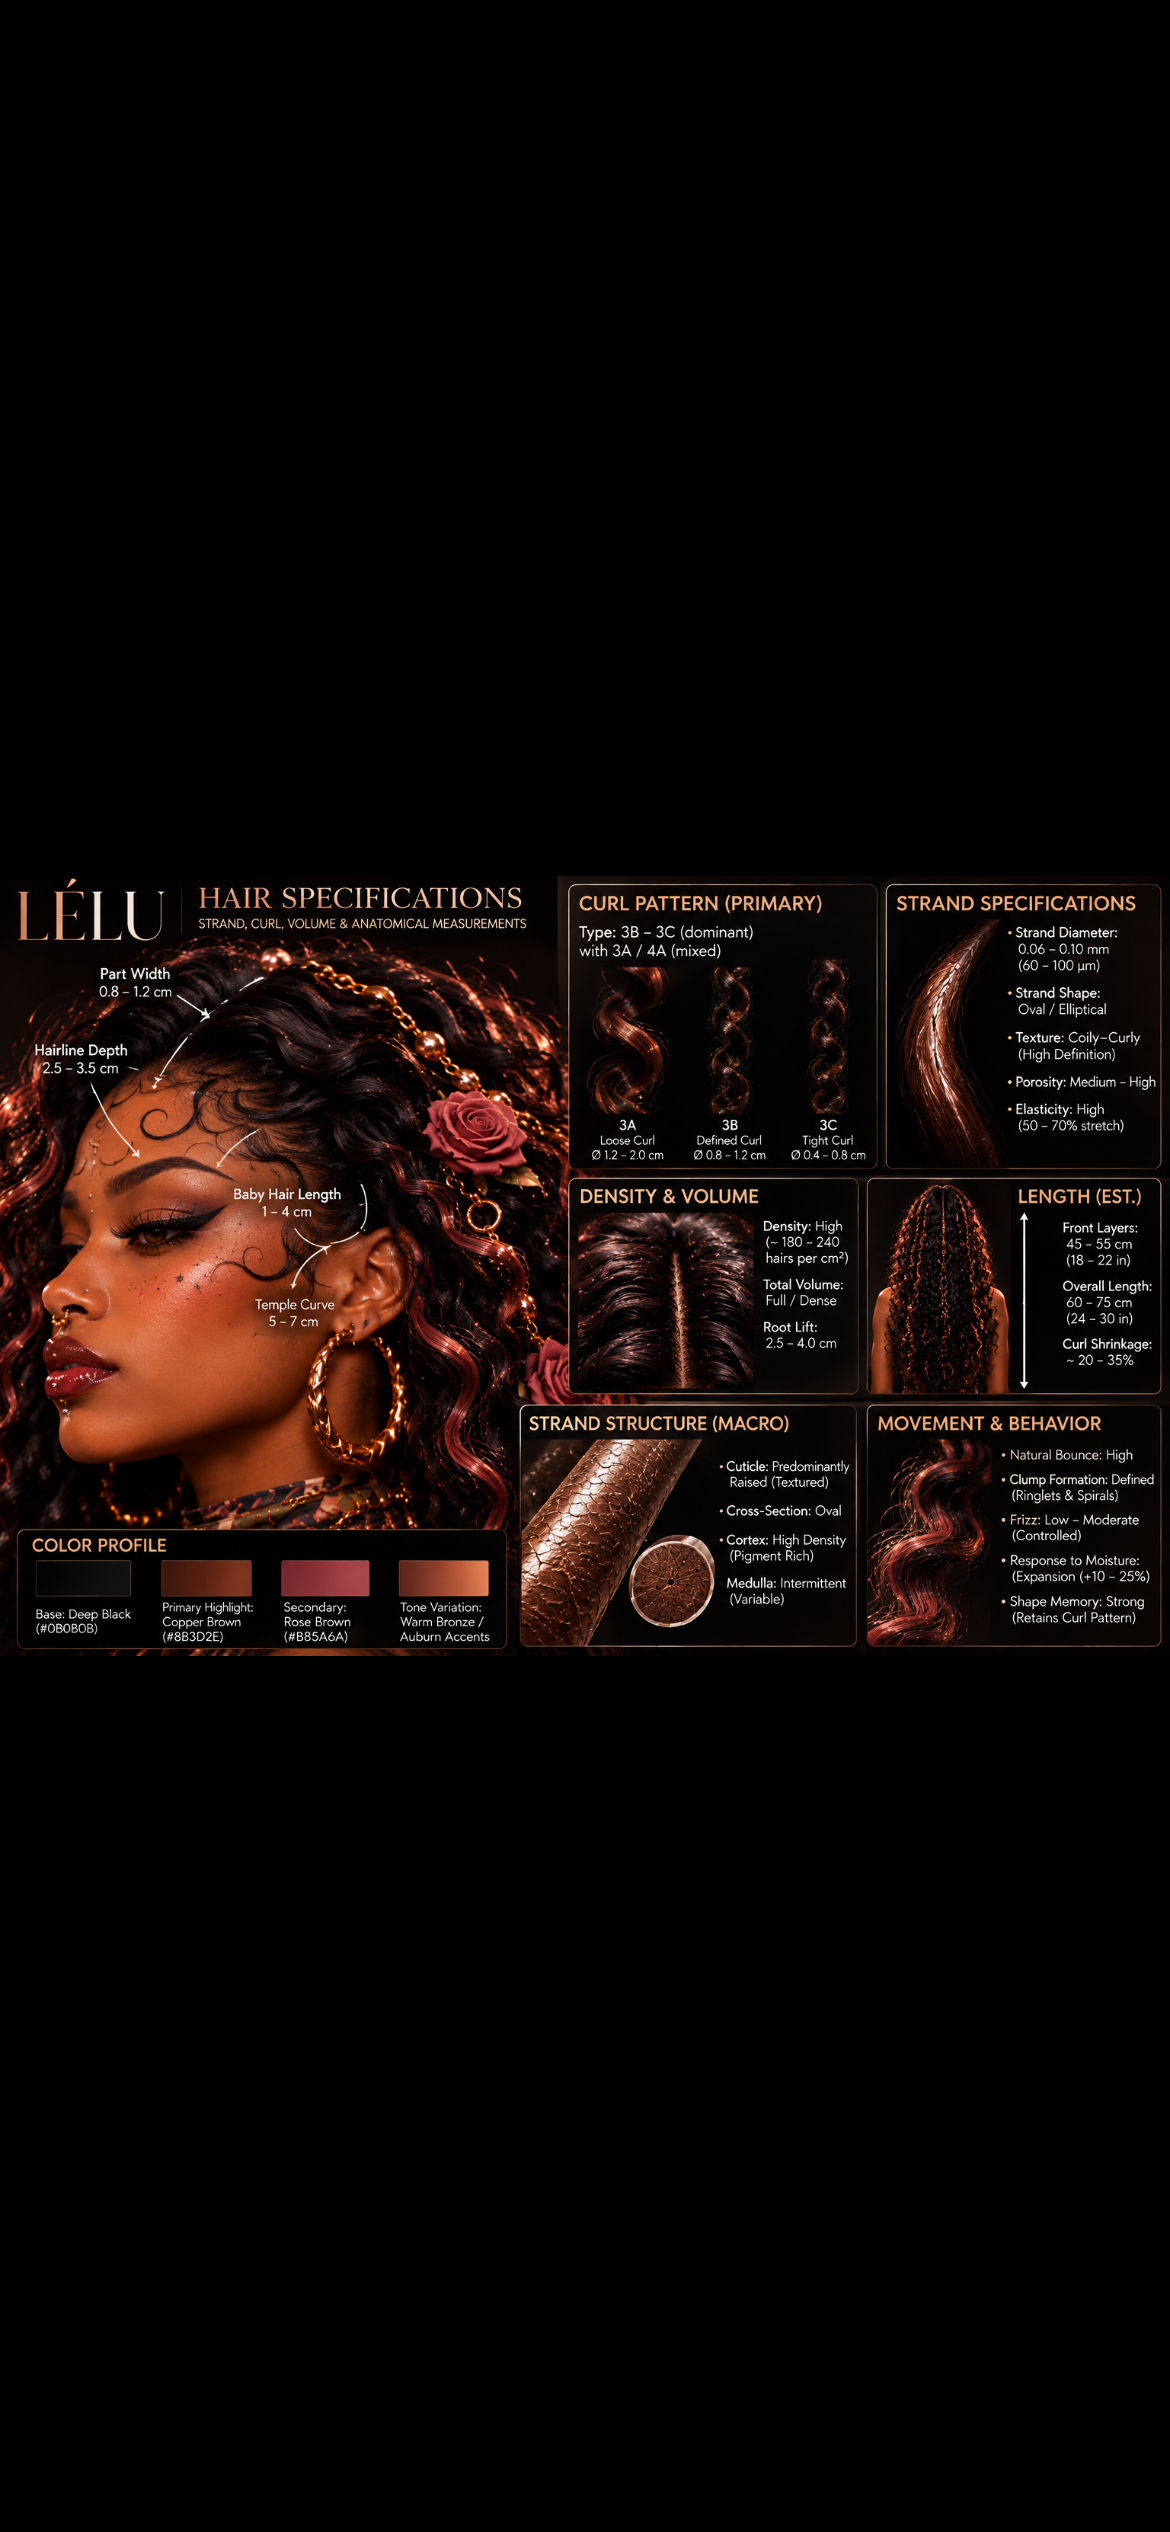 LÉLU
HAIR SPECIFICATIONS
STRAND, CURL, VOLUME & ANATOMICAL MEASUREMENTS
Part Width
0.8 – 1.2 cm
Hairline Depth
2.5 – 3.5 cm
Baby Hair Length
1 – 4 cm
Temple Curve
5 – 7 cm
COLOR PROFILE
Base: Deep Black
(#0B0B0B)
Primary Highlight:
Copper Brown
(#8B3D2E)
Secondary:
Rose Brown
(#B85A6A)
Tone Variation:
Warm Bronze /
Auburn Accents
CURL PATTERN (PRIMARY)
Type: 3B – 3C (dominant)
with 3A / 4A (mixed)
3A
Loose Curl
Ø 1.2 – 2.0 cm
3B
Defined Curl
Ø 0.8 – 1.2 cm
3C
Tight Curl
Ø 0.4 – 0.8 cm
STRAND SPECIFICATIONS
• Strand Diameter:
0.06 – 0.10 mm
(60 – 100 µm)
• Strand Shape:
Oval / Elliptical
• Texture: Coily–Curly
(High Definition)
• Porosity: Medium – High
• Elasticity: High
(50 – 70% stretch)
DENSITY & VOLUME
Density: High
(~ 180 – 240
hairs per cm²)
Total Volume:
Full / Dense
Root Lift:
2.5 – 4.0 cm
LENGTH (EST.)
Front Layers:
45 – 55 cm
(18 – 22 in)
Overall Length:
60 – 75 cm
(24 – 30 in)
Curl Shrinkage:
~ 20 – 35%
STRAND STRUCTURE (MACRO)
• Cuticle: Predominantly
Raised (Textured)
• Cross-Section: Oval
• Cortex: High Density
(Pigment Rich)
Medulla: Intermittent
(Variable)
MOVEMENT & BEHAVIOR
• Natural Bounce: High
• Clump Formation: Defined
(Ringlets & Spirals)
• Frizz: Low – Moderate
(Controlled)
• Response to Moisture:
(Expansion (+10 – 25%)
• Shape Memory: Strong
(Retains Curl Pattern)